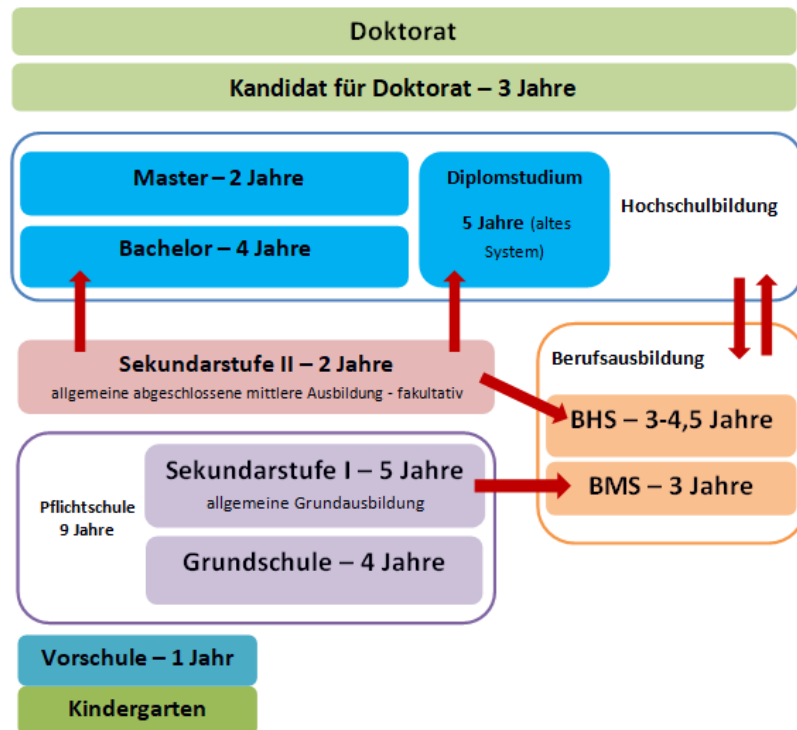 Doktorat
Kandidat für Doktorat – 3 Jahre
Master – 2 Jahre
Bachelor – 4 Jahre
Diplomstudium
5 Jahre (altes
System)
Hochschulbildung
Sekundarstufe II – 2 Jahre
allgemeine abgeschlossene mittlere Ausbildung - fakultativ
Berufsausbildung
BHS – 3-4,5 Jahre
BMS – 3 Jahre
Pflichtschule
9 Jahre
Sekundarstufe I – 5 Jahre
allgemeine Grundausbildung
Grundschule – 4 Jahre
Vorschule – 1 Jahr
Kindergarten